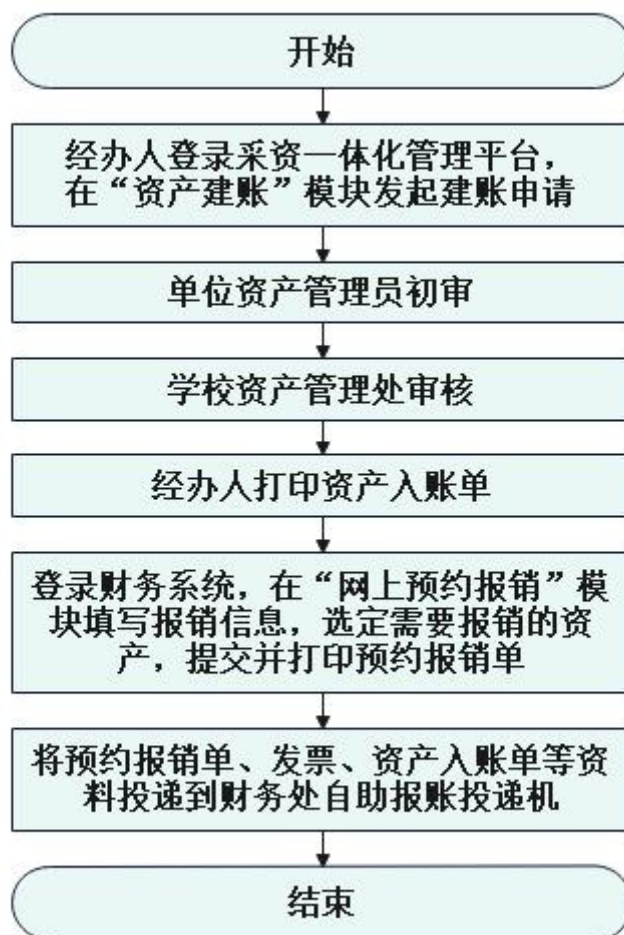 开始
经办人登录采资一体化管理平台，
在“资产建账”模块发起建账申请
单位资产管理员初审
学校资产管理处审核
经办人打印资产入账单
登录财务系统，在“网上预约报销”模
块填写报销信息，选定需要报销的资
产，提交并打印预约报销单
将预约报销单、发票、资产入账单等资
料投递到财务处自助报账投递机
结束